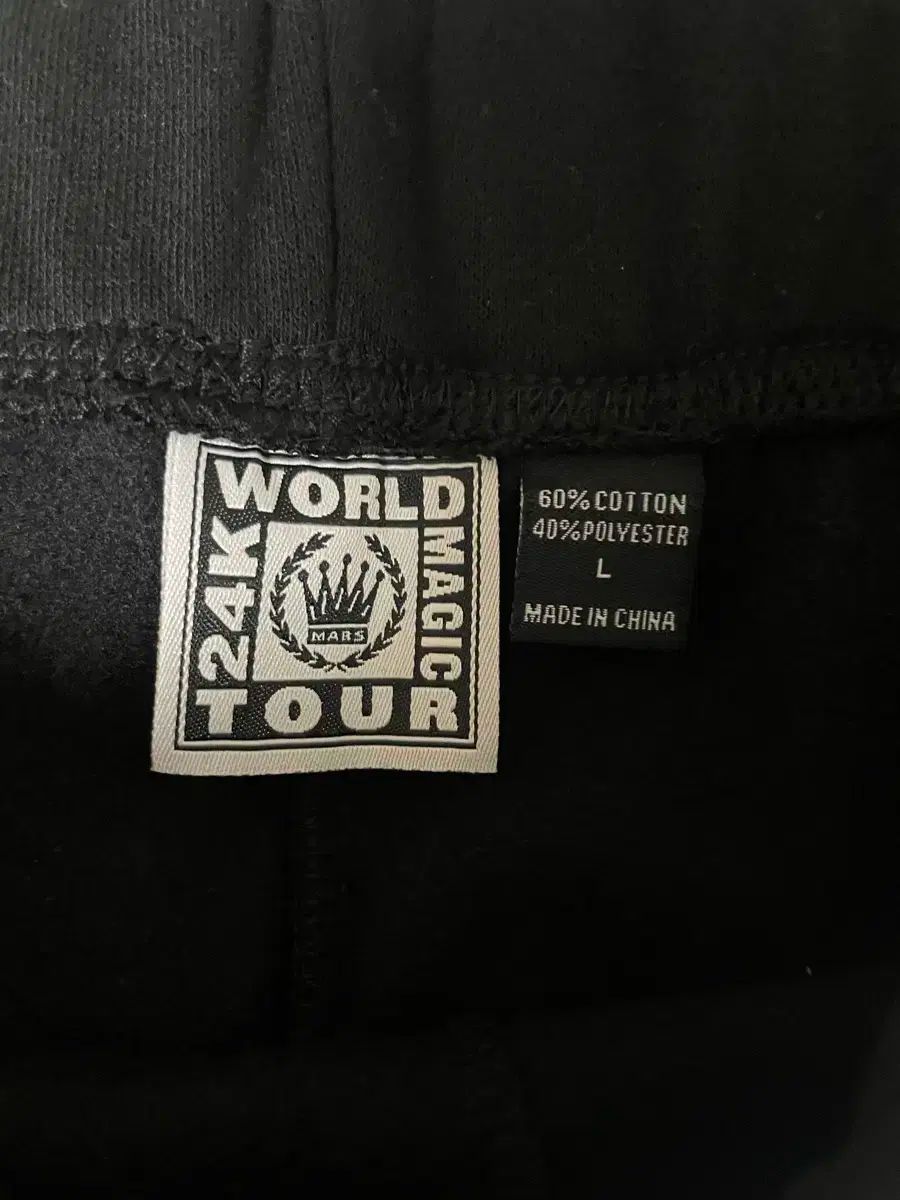 WORLD
24K
MAGIC
MARS
TOUR
60% COTTON
40% POLYESTER
L
MADE IN CHINA